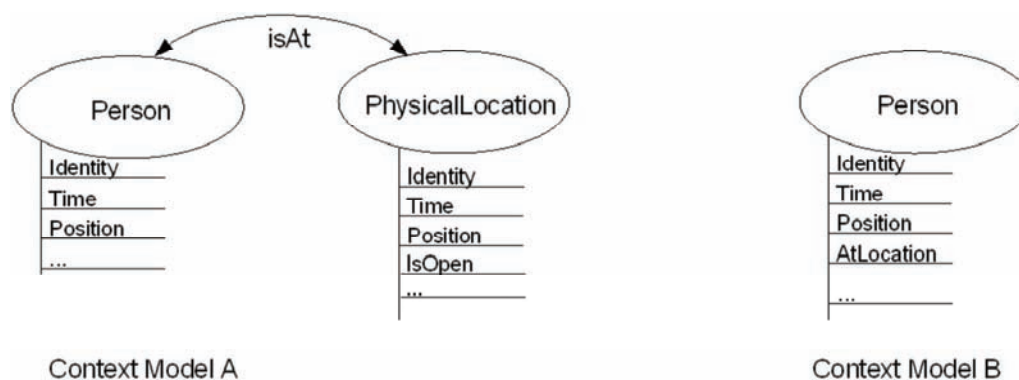 isAt
Person
Identity
Time
Position
...
PhysicalLocation
Identity
Time
Position
IsOpen
...
Context Model A
Person
Identity
Time
Position
AtLocation
...
Context Model B